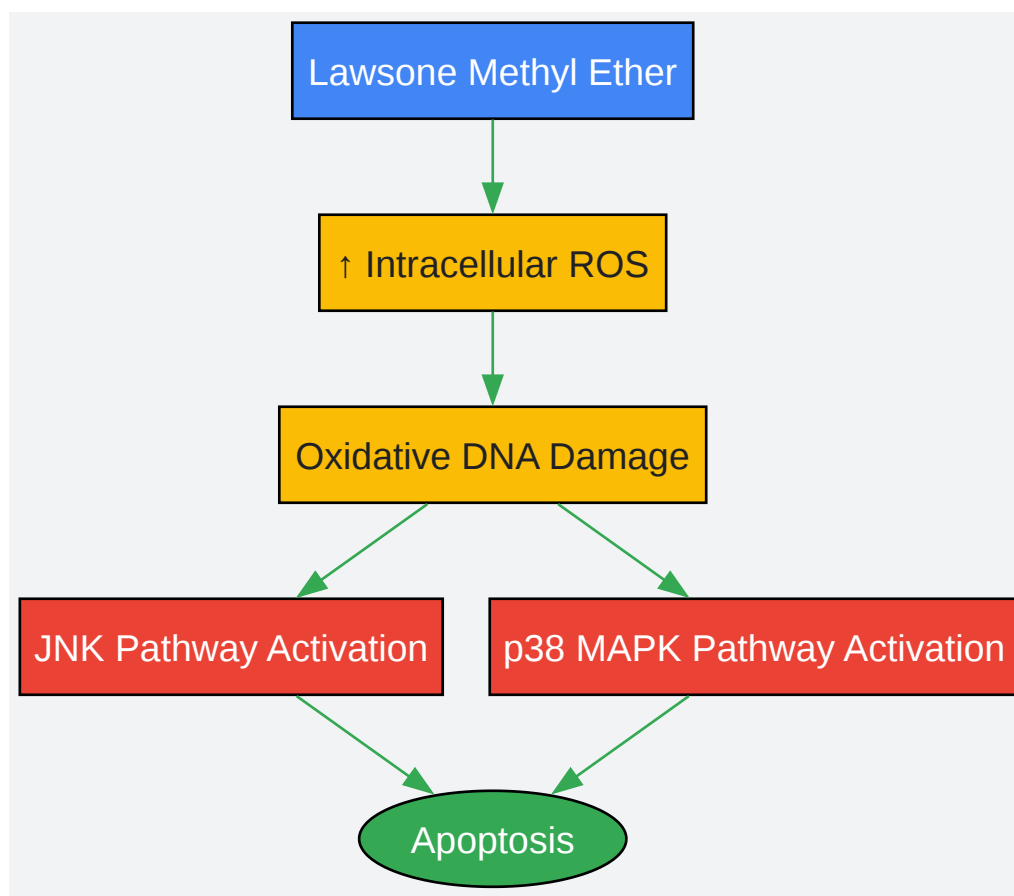 Lawsone Methyl Ether
↑ Intracellular ROS
Oxidative DNA Damage
JNK Pathway Activation
p38 MAPK Pathway Activation
Apoptosis